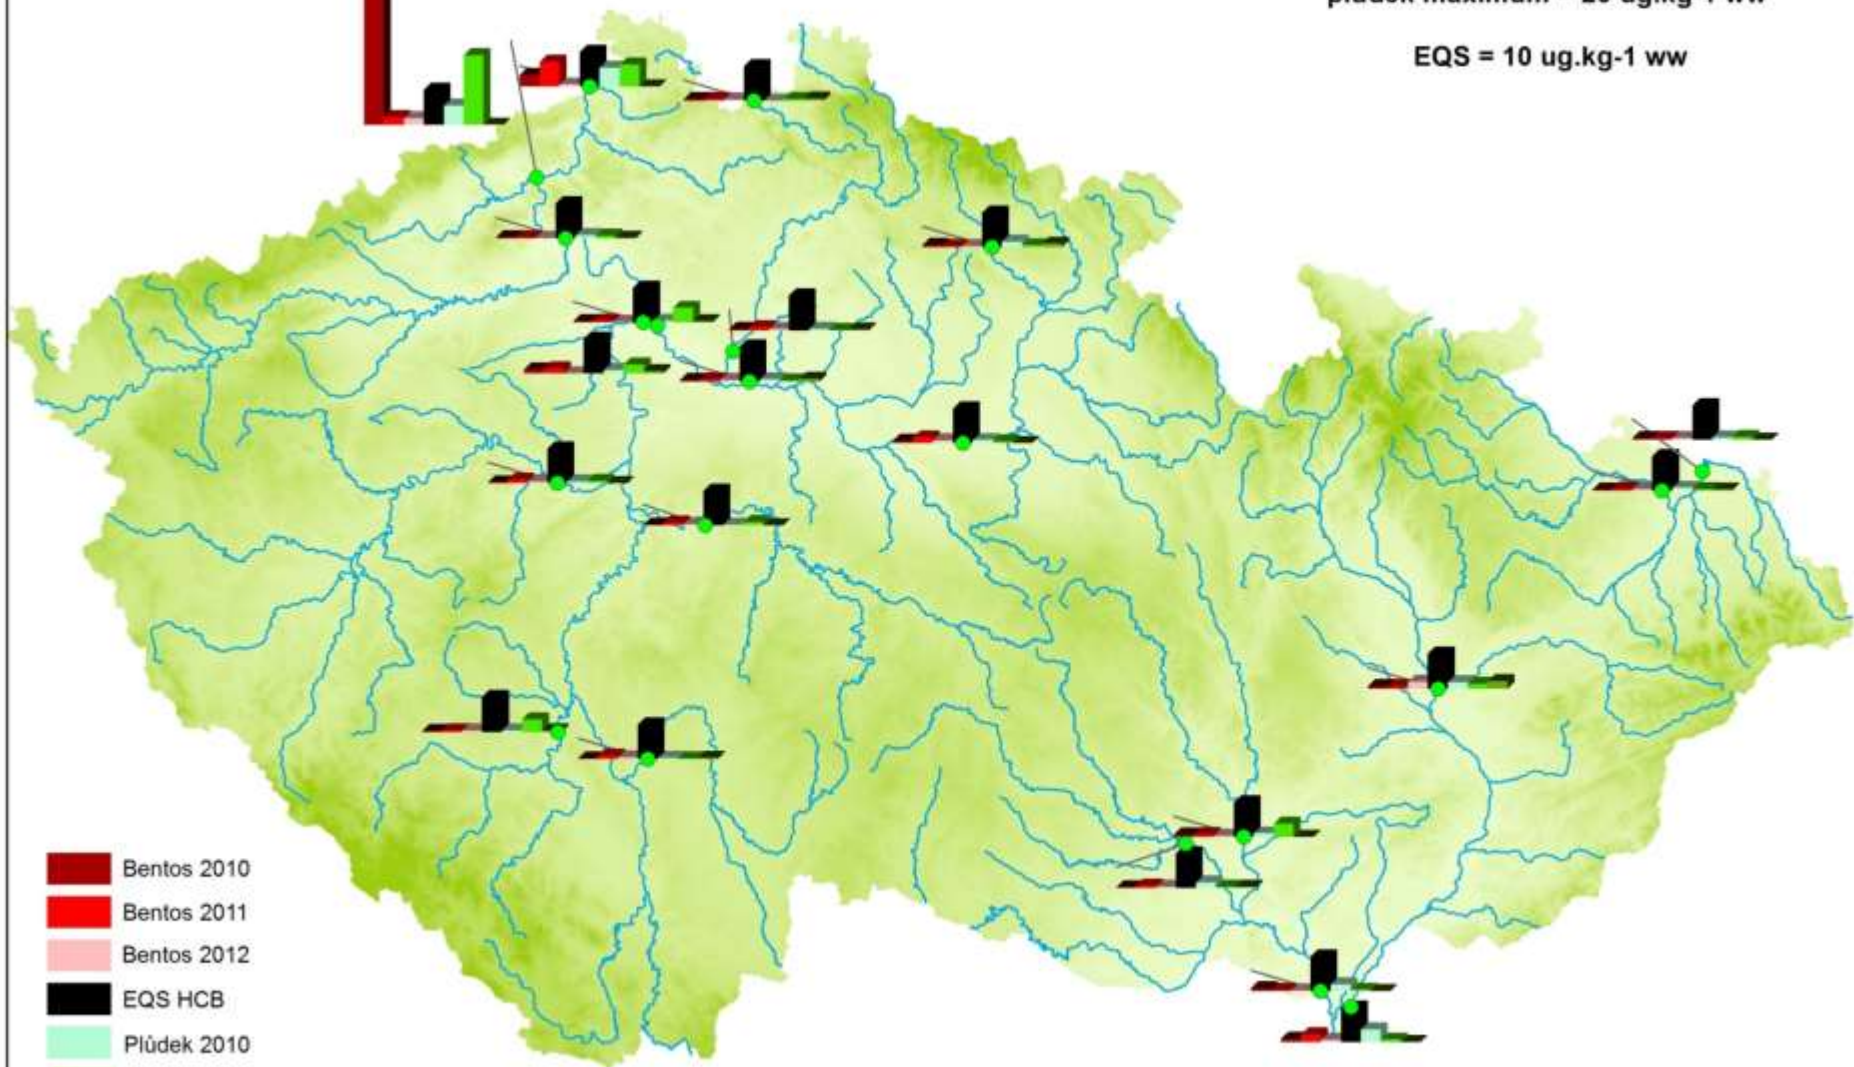 EQS = 10 ug.kg-1 ww
Bentos 2010
Bentos 2011
Bentos 2012
EQS HCB
Plůdek 2010